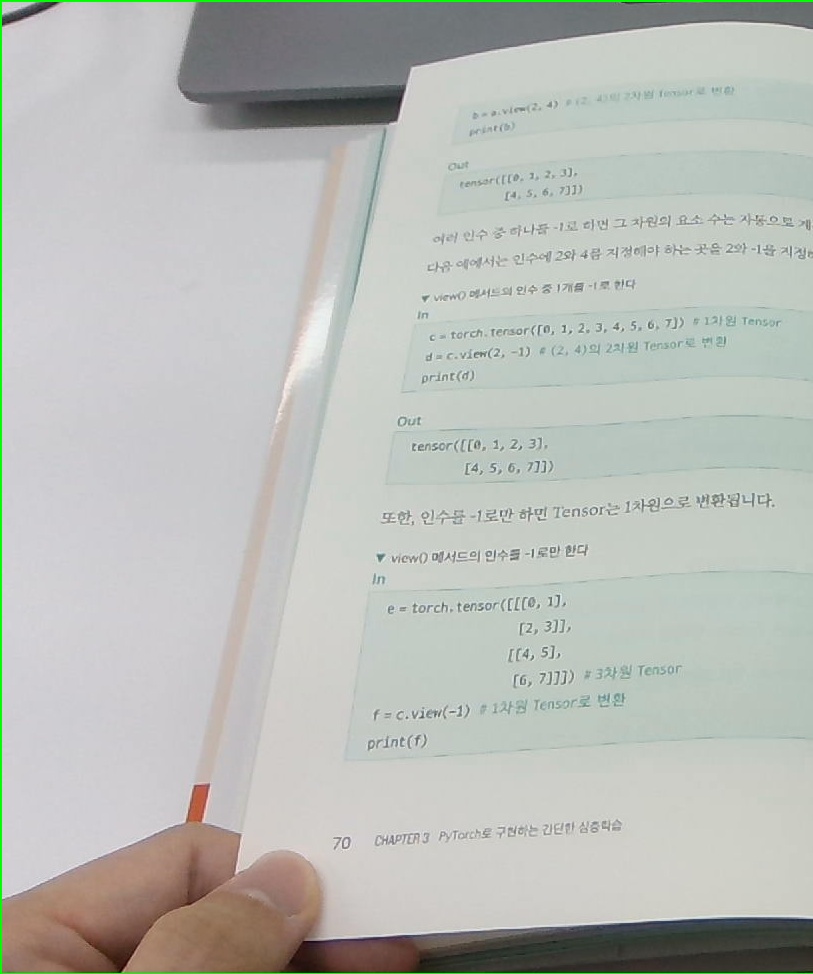 b = a.view(2, 4) # (2, 4)의 2차원 Tensor로 변환
print(b)
Out
tensor([[0, 1, 2, 3],
[4, 5, 6, 7]])
여러 인수 중 하나를 -1로 하면 그 차원의 요소 수는 자동으로
다음 예에서는 인수에 2와 4를 지정해야 하는 곳을 2와 -1을
▼ view() 메서드의 인수 중 1개를 -1로 한다
In
c = torch.tensor([0, 1, 2, 3, 4, 5, 6, 7]) # 1차원 Tensor
d = c.view(2, -1) # (2, 4)의 2차원 Tensor로 변환
print(d)
Out
tensor([[0, 1, 2, 3],
[4, 5, 6, 7]])
또한, 인수를 -1로만 하면 Tensor는 1차원으로 변환됩니다.
▼ view() 메서드의 인수를 -1로만 한다
In
e = torch.tensor([[[0, 1],
[2, 3]],
[[4, 5],
[6, 7]]]) # 3차원 Tensor
f = c.view(-1) # 1차원 Tensor로 변환
print(f)
70 CHAPTER 3 PyTorch로 구현하는 간단한 심층학습